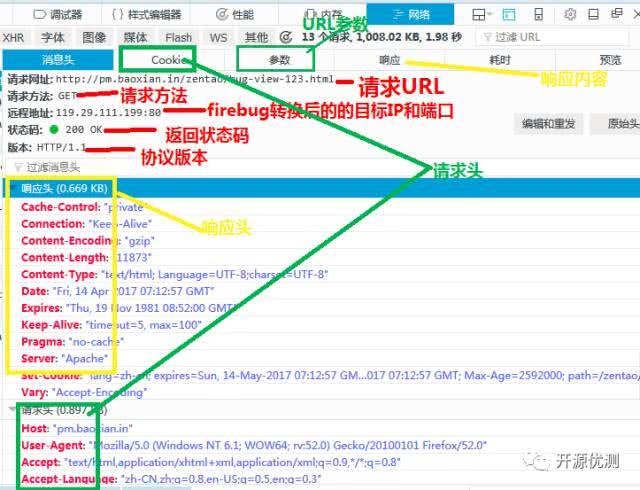 调试器 样式编辑器 性能 内存 网络
XHR 字体 图像 媒体 Flash WS 其他 13 个请求, 1,008.02 KB, 1.98 秒 过滤 URL
URL参数
消息头 Cookie 参数 响应 耗时 预览
请求网址: http://pm.baoxian.in/zentao/bug-view-123.html
请求URL
响应内容
请求方法: GET
请求方法
远程地址: 119.29.111.199:80
firebug转换后的的目标IP和端口
状态码: 200 OK
返回状态码
编辑和重发 原始头
版本: HTTP/1.1
协议版本
请求头
过滤消息头
响应头 (0.669 KB)
响应头
Cache-Control: "private"
Connection: "Keep-Alive"
Content-Encoding: "gzip"
Content-Length: "11873"
Content-Type: "text/html; Language=UTF-8;charset=UTF-8"
Date: "Fri, 14 Apr 2017 07:12:57 GMT"
Expires: "Thu, 19 Nov 1981 08:52:00 GMT"
Keep-Alive: "timeout=5, max=100"
Pragma: "no-cache"
Server: "Apache"
Set-Cookie: "lang=zh-cn; expires=Sun, 14-May-2017 07:12:57 GM...017 07:12:57 GMT; Max-Age=2592000; path=/zentao/
Vary: "Accept-Encoding"
请求头 (0.897 KB)
Host: "pm.baoxian.in"
User-Agent: "Mozilla/5.0 (Windows NT 6.1; WOW64; rv:52.0) Gecko/20100101 Firefox/52.0"
Accept: "text/html,application/xhtml+xml,application/xml;q=0.9,*/*;q=0.8"
Accept-Language: "zh-CN,zh;q=0.8,en-US;q=0.5,en;q=0.3"
开源优测